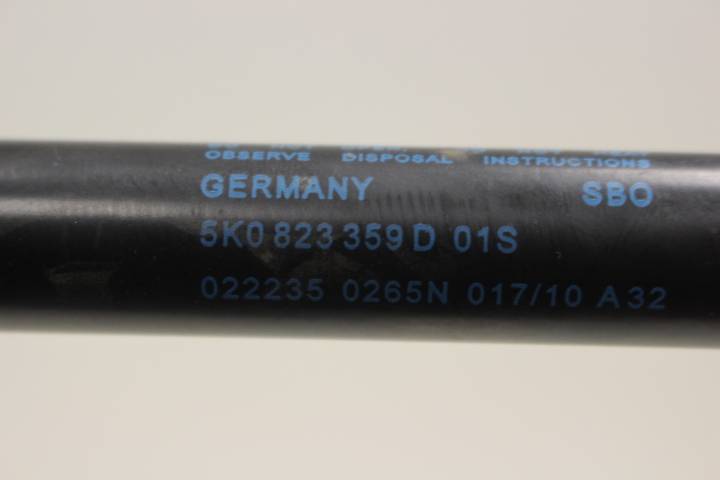 OBSERVE DISPOSAL INSTRUCTIONS
GERMANY SBO
5K0 823 359 D 01S
022235 0265N 017/10 A32